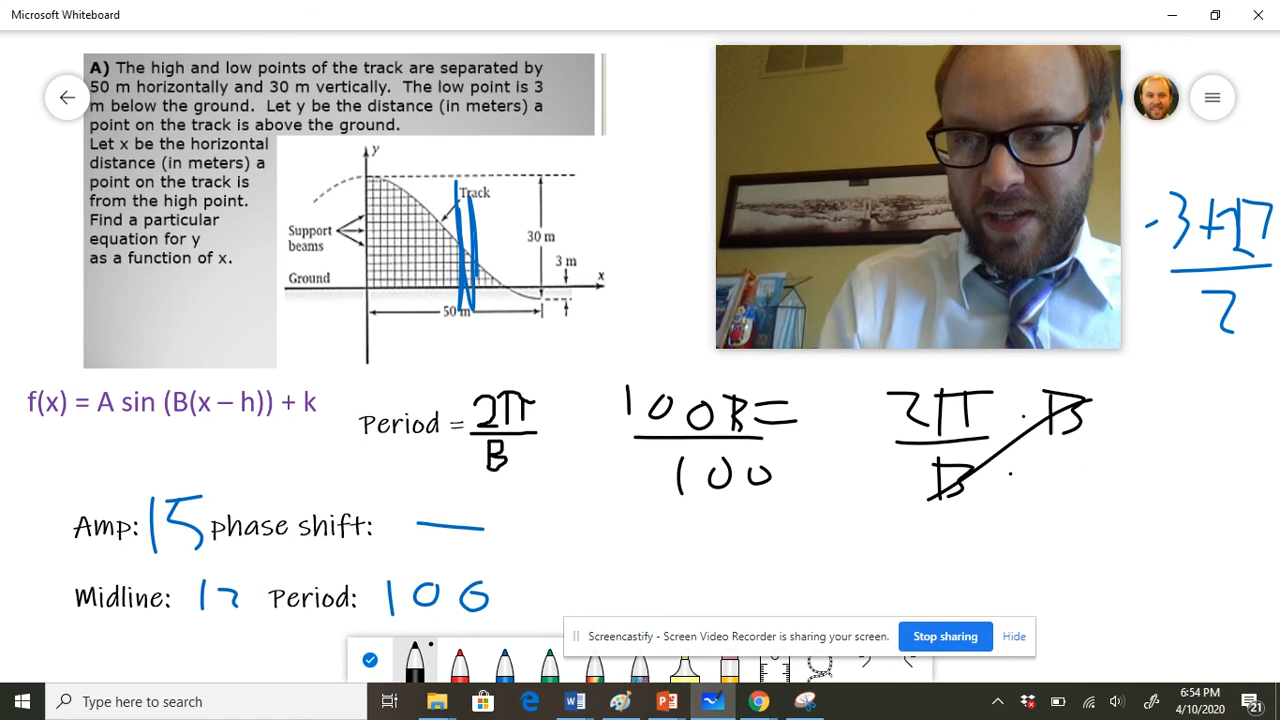 Microsoft Whiteboard
A) The high and low points of the track are separated by
50 m horizontally and 30 m vertically. The low point is 3
m below the ground. Let y be the distance (in meters) a
point on the track is above the ground.
Let x be the horizontal
distance (in meters) a
point on the track is
from the high point.
Find a particular
equation for y
as a function of x.
y
Track
Support
beams
30 m
3 m
Ground
x
50 m
-3+27
2
f(x) = A sin (B(x – h)) + k
Period = 2π
B
100B=
100
2π · B
B
Amp: 15 phase shift: —
Midline: 12 Period: 100
Screencastify - Screen Video Recorder is sharing your screen.
Stop sharing
Hide
Type here to search
6:54 PM
4/10/2020
21